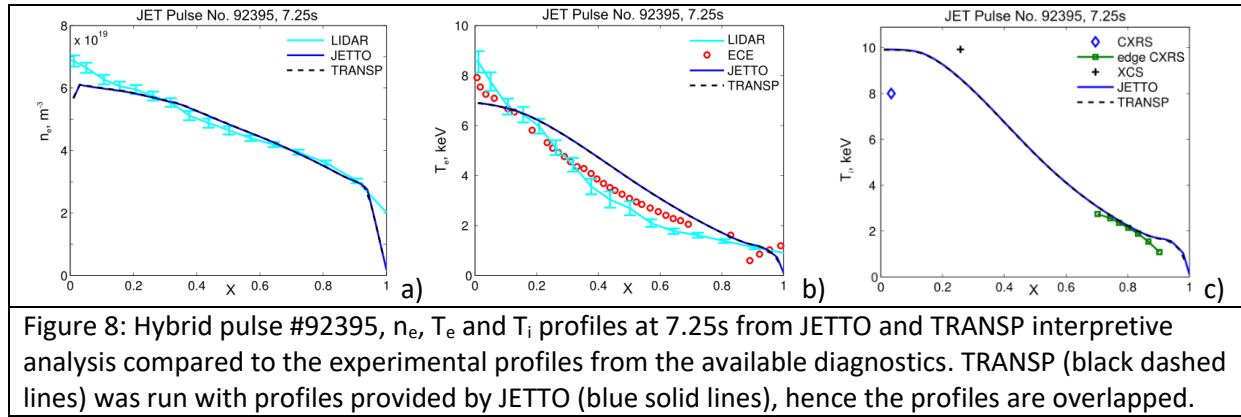 JET Pulse No. 92395, 7.25s
x 10^19
LIDAR
JETTO
TRANSP
n_e, m^-3
8
6
4
2
0
0 0.2 0.4 0.6 0.8 1
X
a)
JET Pulse No. 92395, 7.25s
LIDAR
ECE
JETTO
TRANSP
T_e, keV
10
8
6
4
2
0
0 0.2 0.4 0.6 0.8 1
X
b)
JET Pulse No. 92395, 7.25s
CXRS
edge CXRS
XCS
JETTO
TRANSP
T_i, keV
10
8
6
4
2
0
0 0.2 0.4 0.6 0.8 1
X
c)
Figure 8: Hybrid pulse #92395, n_e, T_e and T_i profiles at 7.25s from JETTO and TRANSP interpretive
analysis compared to the experimental profiles from the available diagnostics. TRANSP (black dashed
lines) was run with profiles provided by JETTO (blue solid lines), hence the profiles are overlapped.